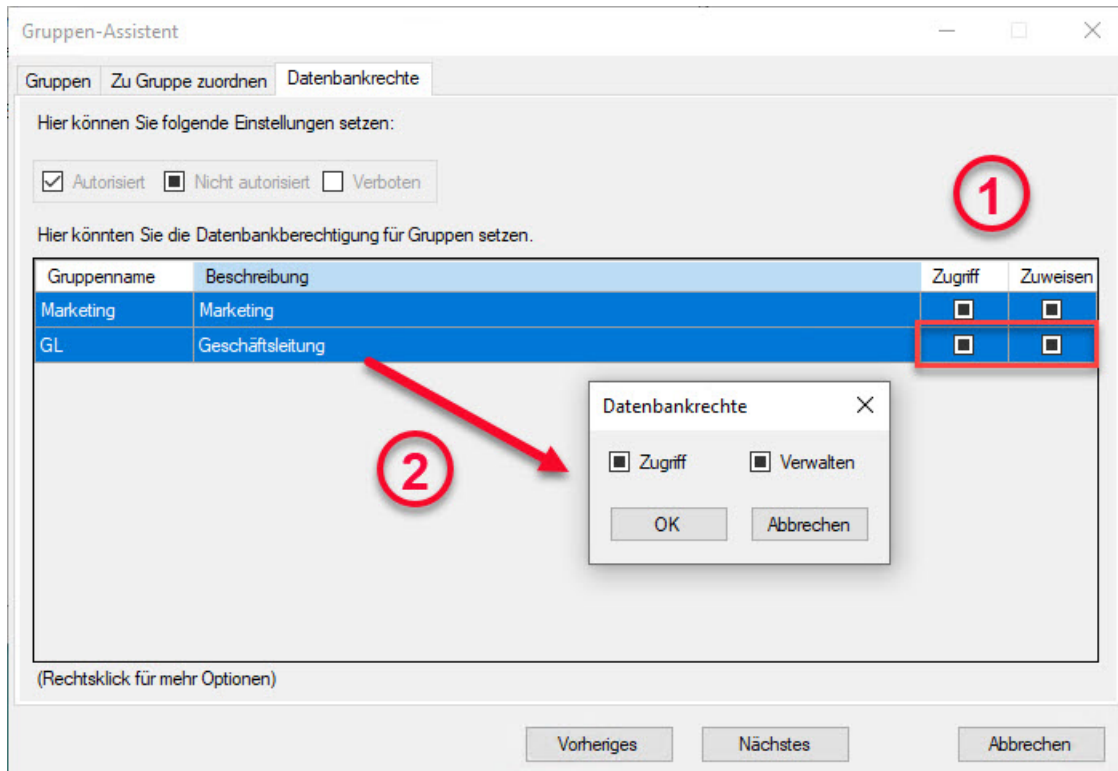 Gruppen-Assistent
Gruppen Zu Gruppe zuordnen Datenbankrechte
Hier können Sie folgende Einstellungen setzen:
Autorisiert Nicht autorisiert Verboten
1
Hier könnten Sie die Datenbankberechtigung für Gruppen setzen.
Gruppenname Beschreibung Zugriff Zuweisen
Marketing Marketing
GL Geschäftsleitung
Datenbankrechte
2
Zugriff Verwalten
OK Abbrechen
(Rechtsklick für mehr Optionen)
Vorheriges Nächstes Abbrechen